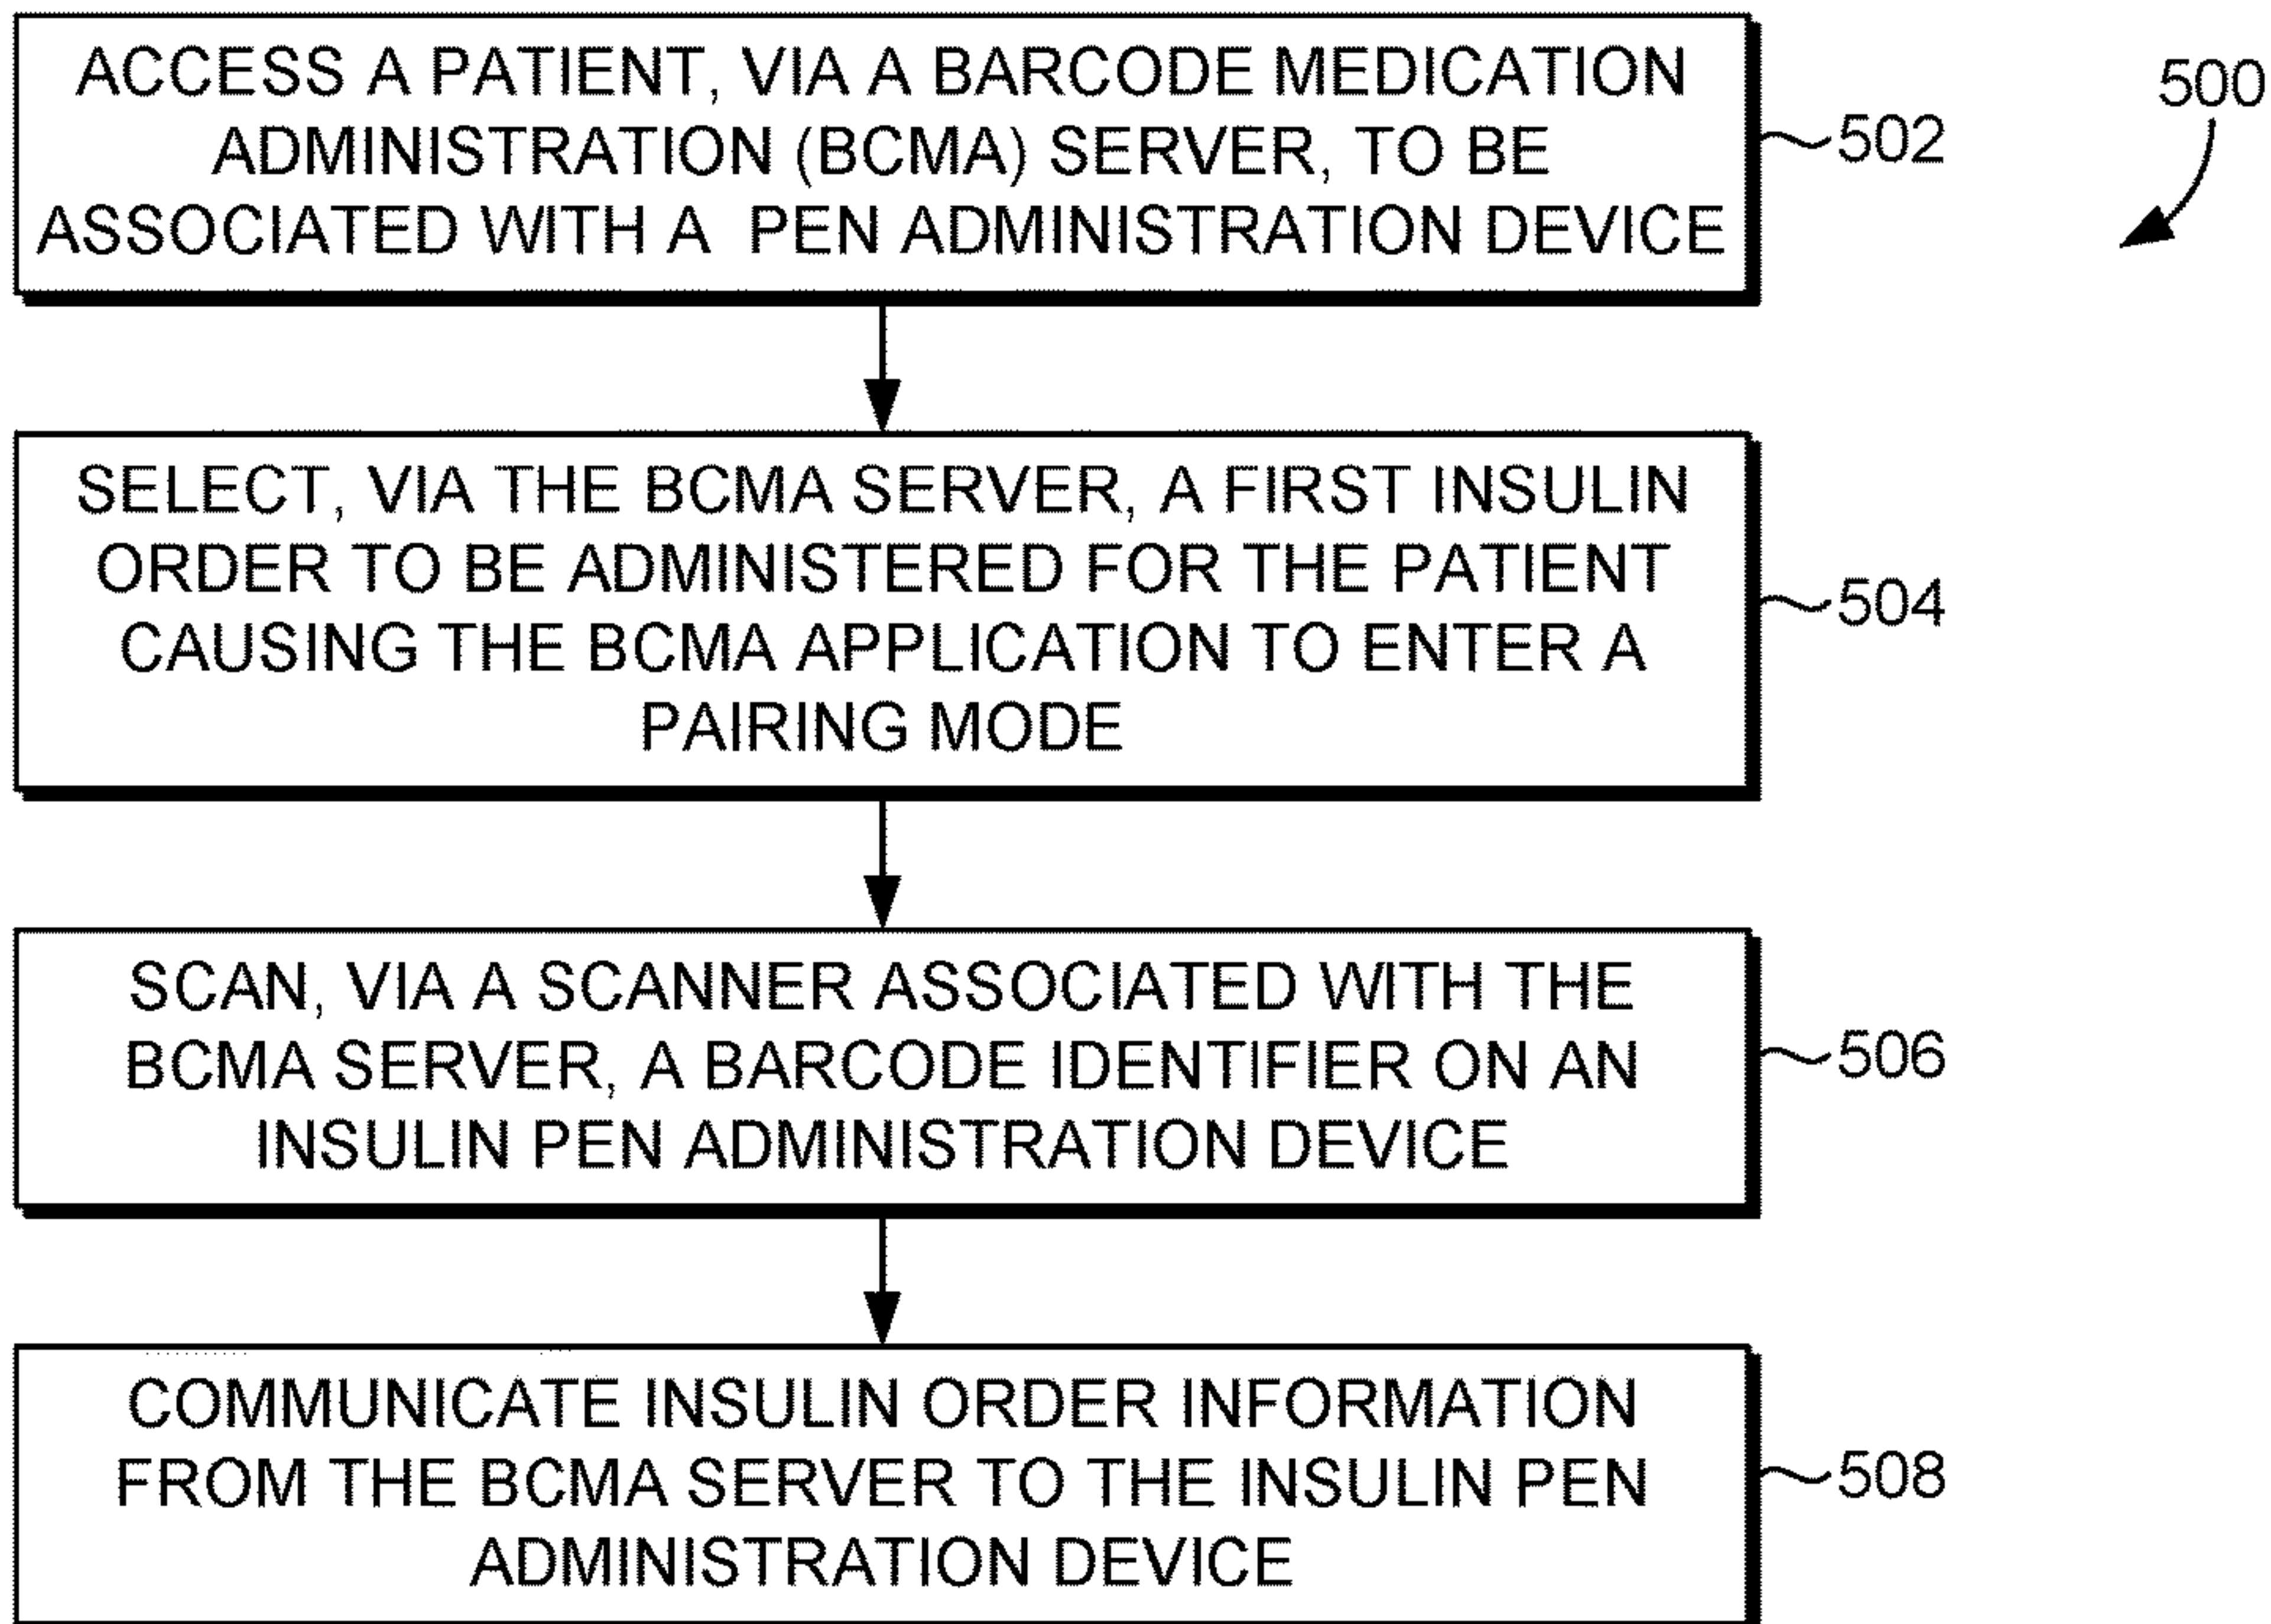 ACCESS A PATIENT, VIA A BARCODE MEDICATION
ADMINISTRATION (BCMA) SERVER, TO BE
ASSOCIATED WITH A PEN ADMINISTRATION DEVICE
502
500
SELECT, VIA THE BCMA SERVER, A FIRST INSULIN
ORDER TO BE ADMINISTERED FOR THE PATIENT
CAUSING THE BCMA APPLICATION TO ENTER A
PAIRING MODE
504
SCAN, VIA A SCANNER ASSOCIATED WITH THE
BCMA SERVER, A BARCODE IDENTIFIER ON AN
INSULIN PEN ADMINISTRATION DEVICE
506
COMMUNICATE INSULIN ORDER INFORMATION
FROM THE BCMA SERVER TO THE INSULIN PEN
ADMINISTRATION DEVICE
508